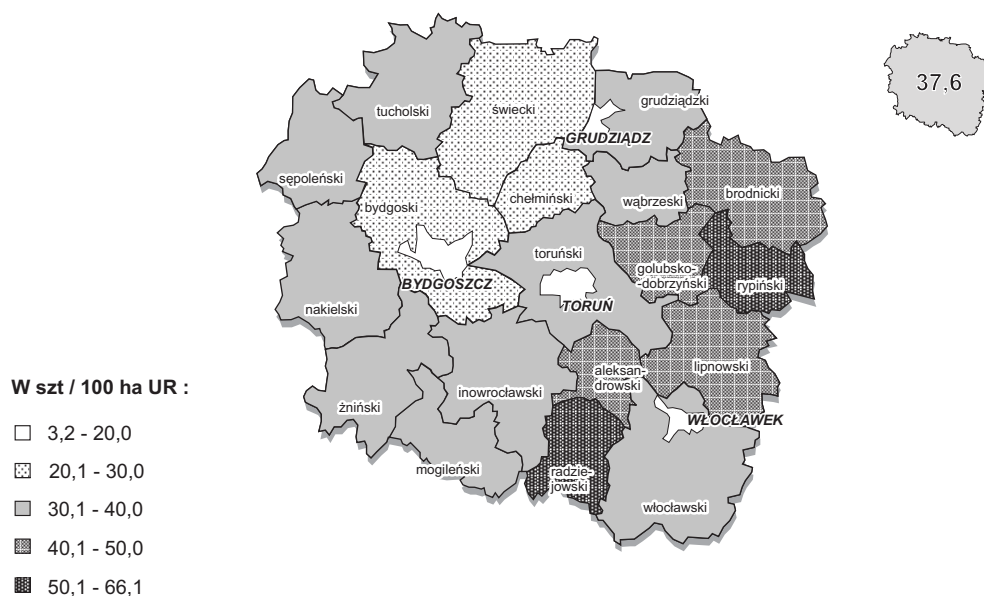 37,6
tucholski
świecki
grudziądzki
GRUDZIĄDZ
sępoleński
bydgoski
chełmiński
wąbrzeski
brodnicki
toruński
golubsko-
-dobrzyński
rypiński
BYDGOSZCZ
TORUŃ
nakielski
aleksan-
drowski
lipnowski
żniński
inowrocławski
WŁOCŁAWEK
mogileński
radzie-
jowski
włocławski
W szt / 100 ha UR :
3,2 - 20,0
20,1 - 30,0
30,1 - 40,0
40,1 - 50,0
50,1 - 66,1